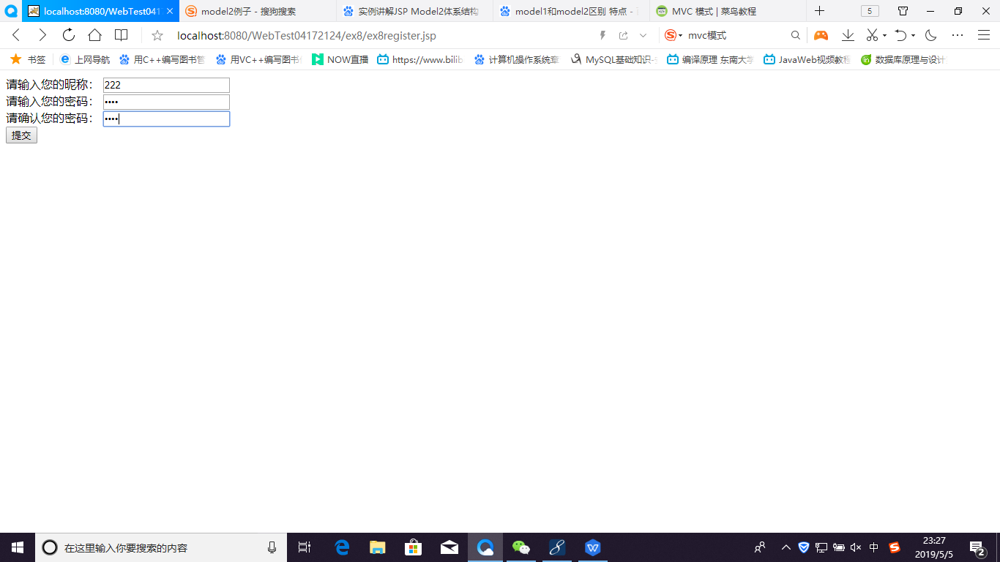 localhost:8080/WebTest041
model2例子 - 搜狗搜索
实例讲解JSP Model2体系结构
model1和model2区别 特点 -
MVC 模式 | 菜鸟教程
5
localhost:8080/WebTest04172124/ex8/ex8register.jsp
mvc模式
书签
上网导航
用C++编写图书管
用VC++编写图书
NOW直播
https://www.bilib
计算机操作系统章
MySQL基础知识-
编译原理 东南大学
JavaWeb视频教程
数据库原理与设计
请输入您的昵称： 222
请输入您的密码： ••••
请确认您的密码： ••••
提交
在这里输入你要搜索的内容
中
23:27
2019/5/5
2